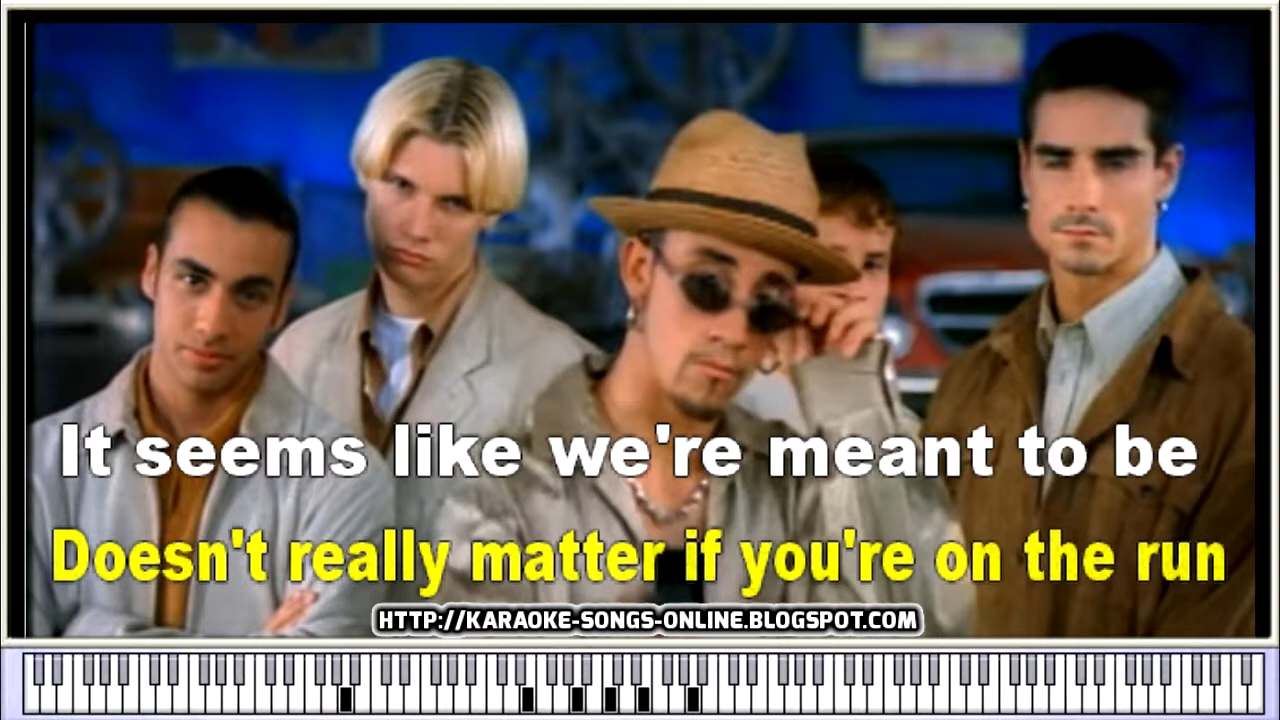 It seems like we're meant to be
Doesn't really matter if you're on the run
HTTP://KARAOKE-SONGS-ONLINE.BLOGSPOT.COM